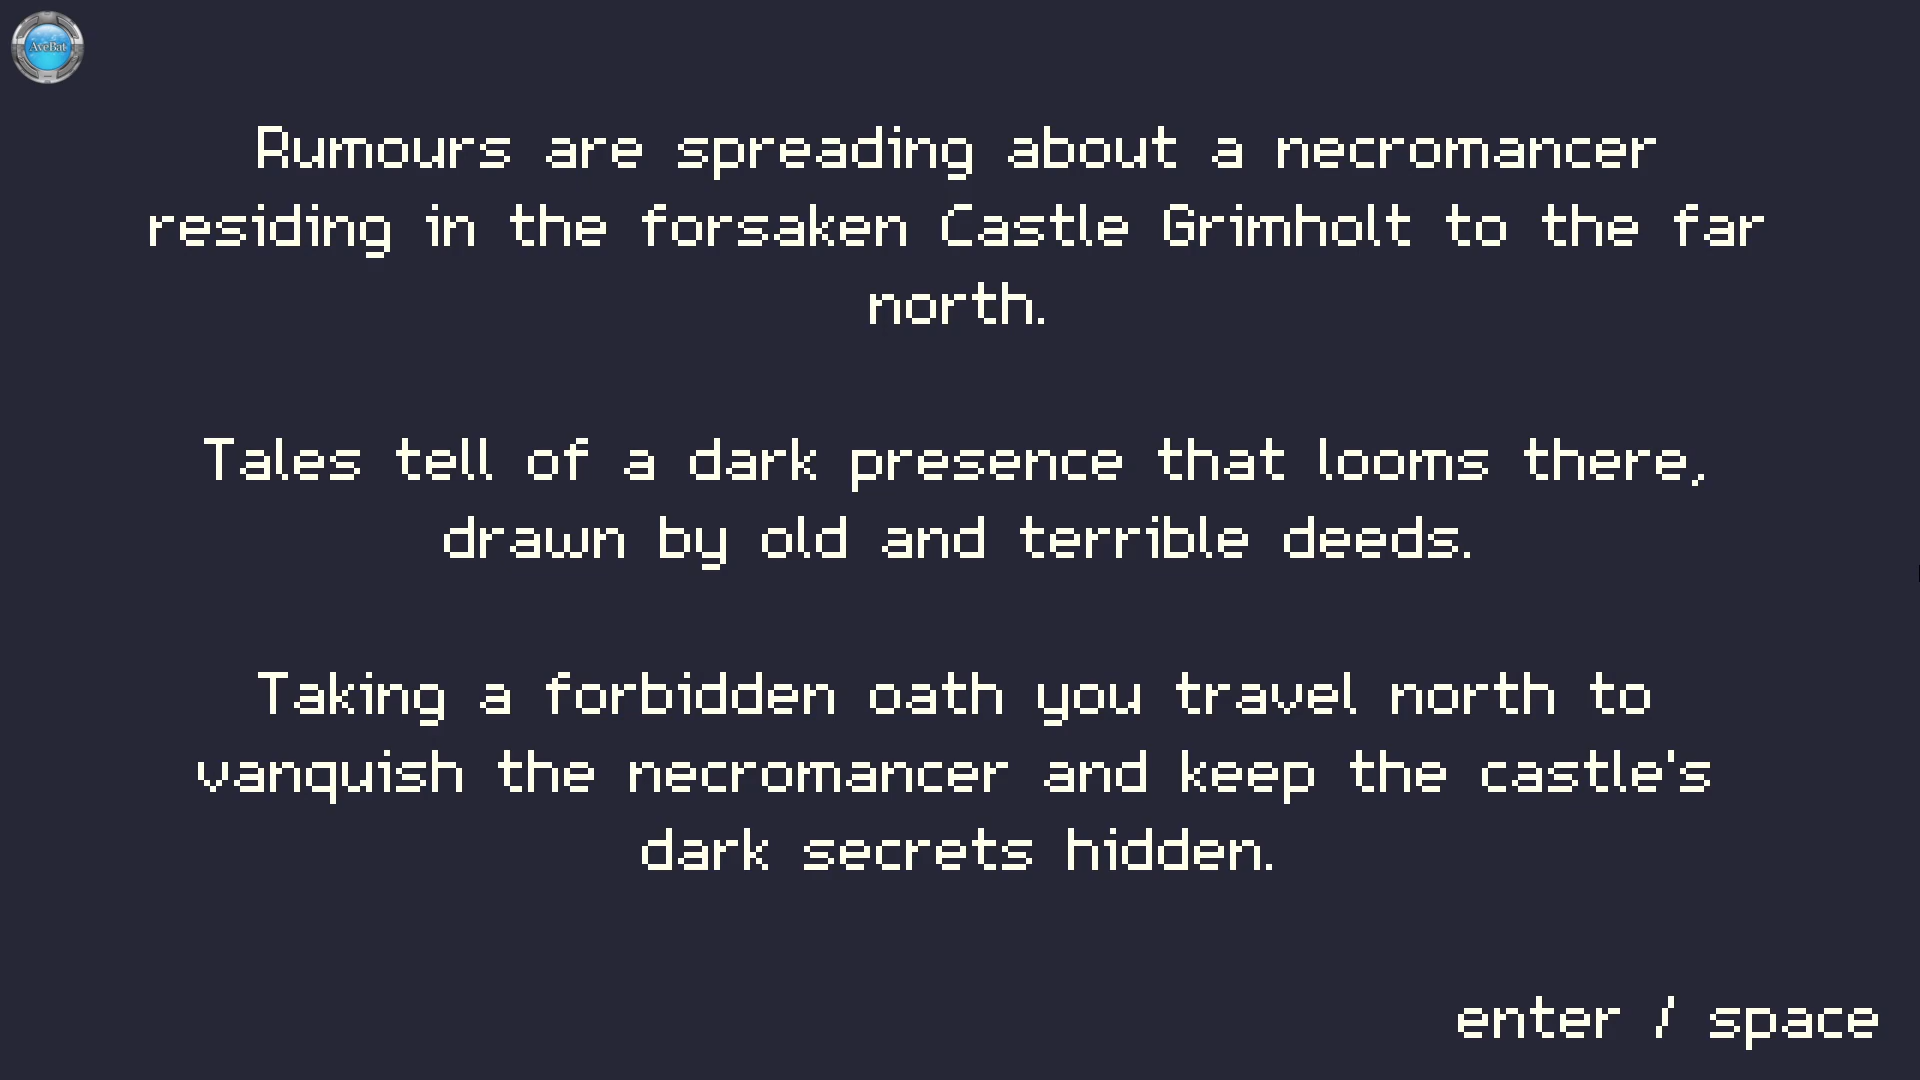 AveBat
Rumours are spreading about a necromancer
residing in the forsaken Castle Grimholt to the far
north.
Tales tell of a dark presence that looms there,
drawn by old and terrible deeds.
Taking a forbidden oath you travel north to
vanquish the necromancer and keep the castle's
dark secrets hidden.
enter / space